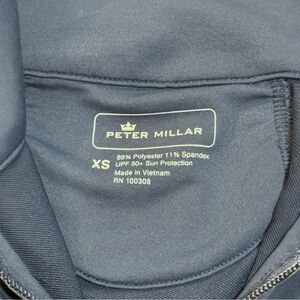 PETER MILLAR
XS
89% Polyester 11% Spandex
UPF 50+ Sun Protection
Made in Vietnam
RN 100308